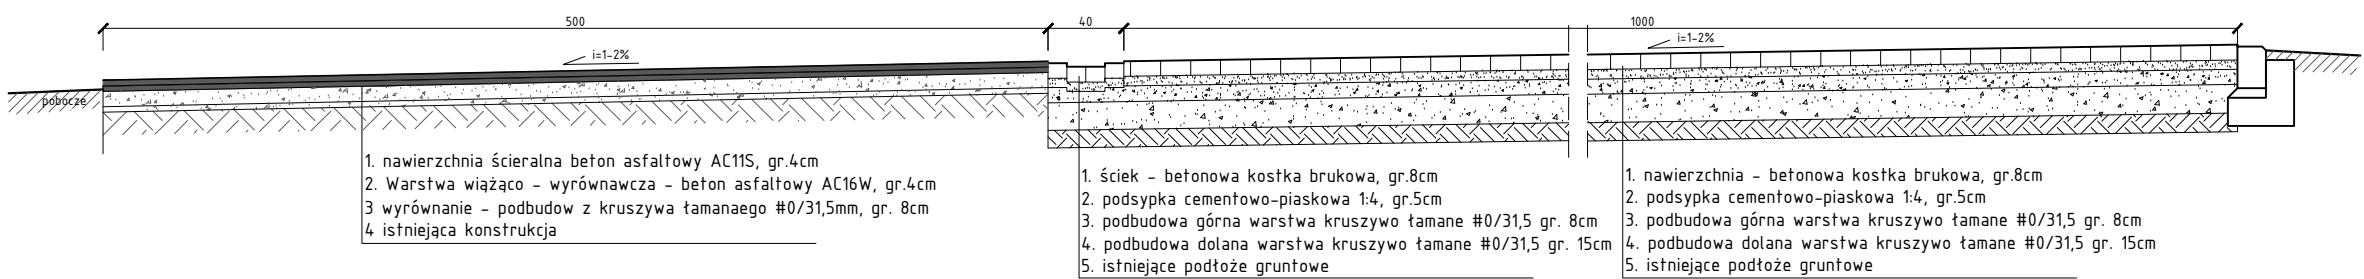 500
40
1000
i=1-2%
i=1-2%
pobocze
1. nawierzchnia ścieralna beton asfaltowy AC11S, gr.4cm
2. Warstwa wiążąco - wyrównawcza - beton asfaltowy AC16W, gr.4cm
3 wyrównanie - podbudow z kruszywa łamanaego #0/31,5mm, gr. 8cm
4 istniejąca konstrukcja
1. ściek - betonowa kostka brukowa, gr.8cm
2. podsypka cementowo-piaskowa 1:4, gr.5cm
3. podbudowa górna warstwa kruszywo łamane #0/31,5 gr. 8cm
4. podbudowa dolana warstwa kruszywo łamane #0/31,5 gr. 15cm
5. istniejące podłoże gruntowe
1. nawierzchnia - betonowa kostka brukowa, gr.8cm
2. podsypka cementowo-piaskowa 1:4, gr.5cm
3. podbudowa górna warstwa kruszywo łamane #0/31,5 gr. 8cm
4. podbudowa dolana warstwa kruszywo łamane #0/31,5 gr. 15cm
5. istniejące podłoże gruntowe